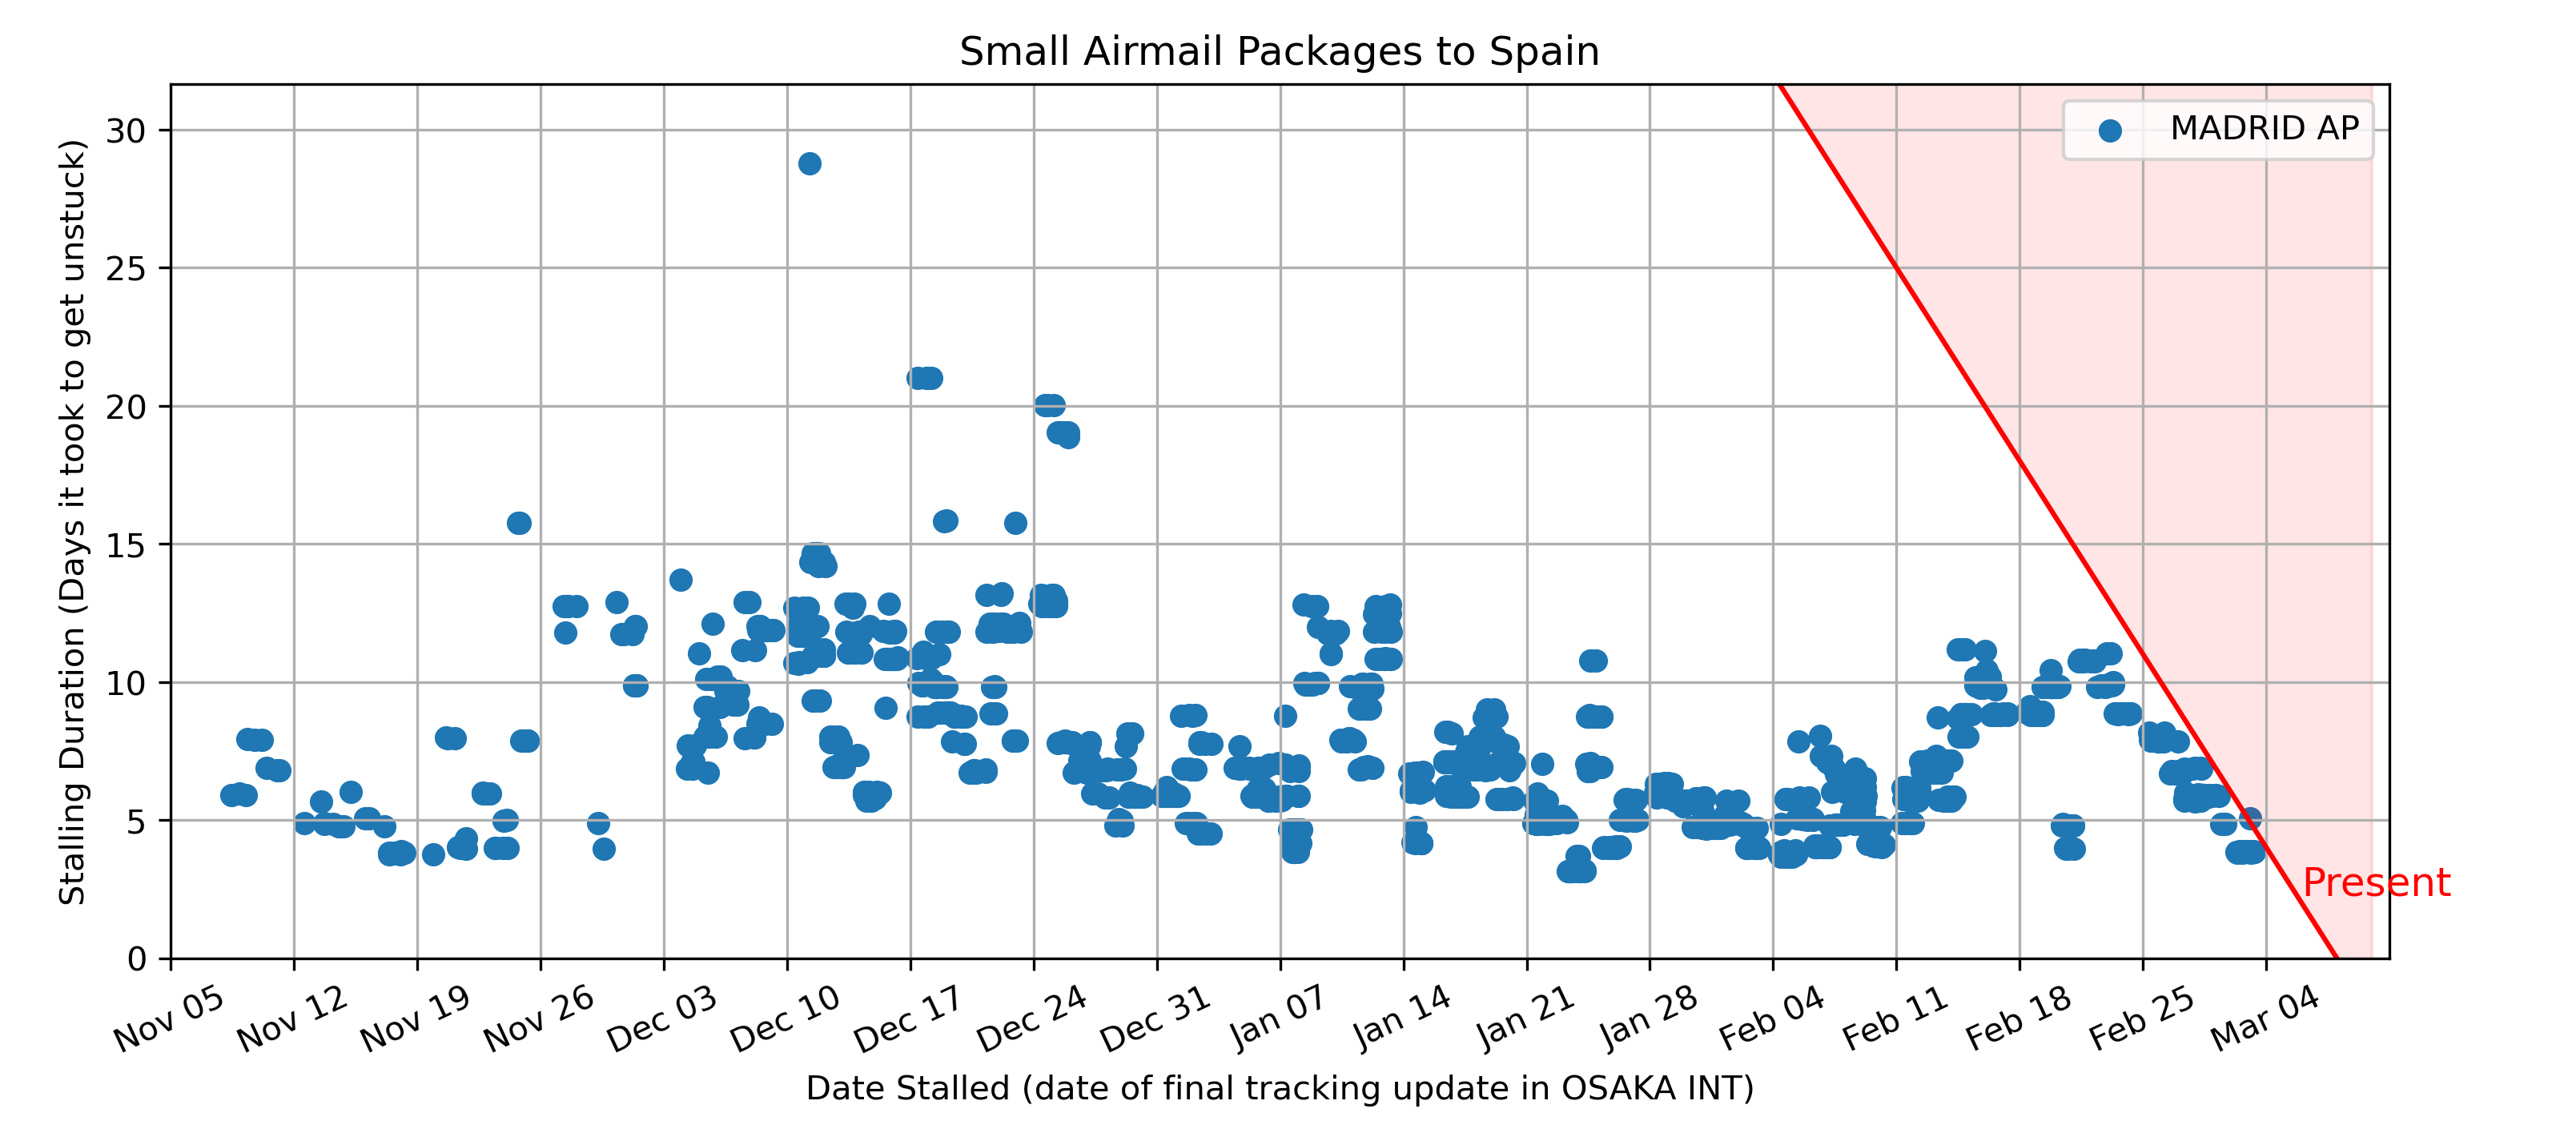 Small Airmail Packages to Spain
MADRID AP
Stalling Duration (Days it took to get unstuck)
30
25
20
15
10
5
0
Present
Nov 05
Nov 12
Nov 19
Nov 26
Dec 03
Dec 10
Dec 17
Dec 24
Dec 31
Jan 07
Jan 14
Jan 21
Jan 28
Feb 04
Feb 11
Feb 18
Feb 25
Mar 04
Date Stalled (date of final tracking update in OSAKA INT)